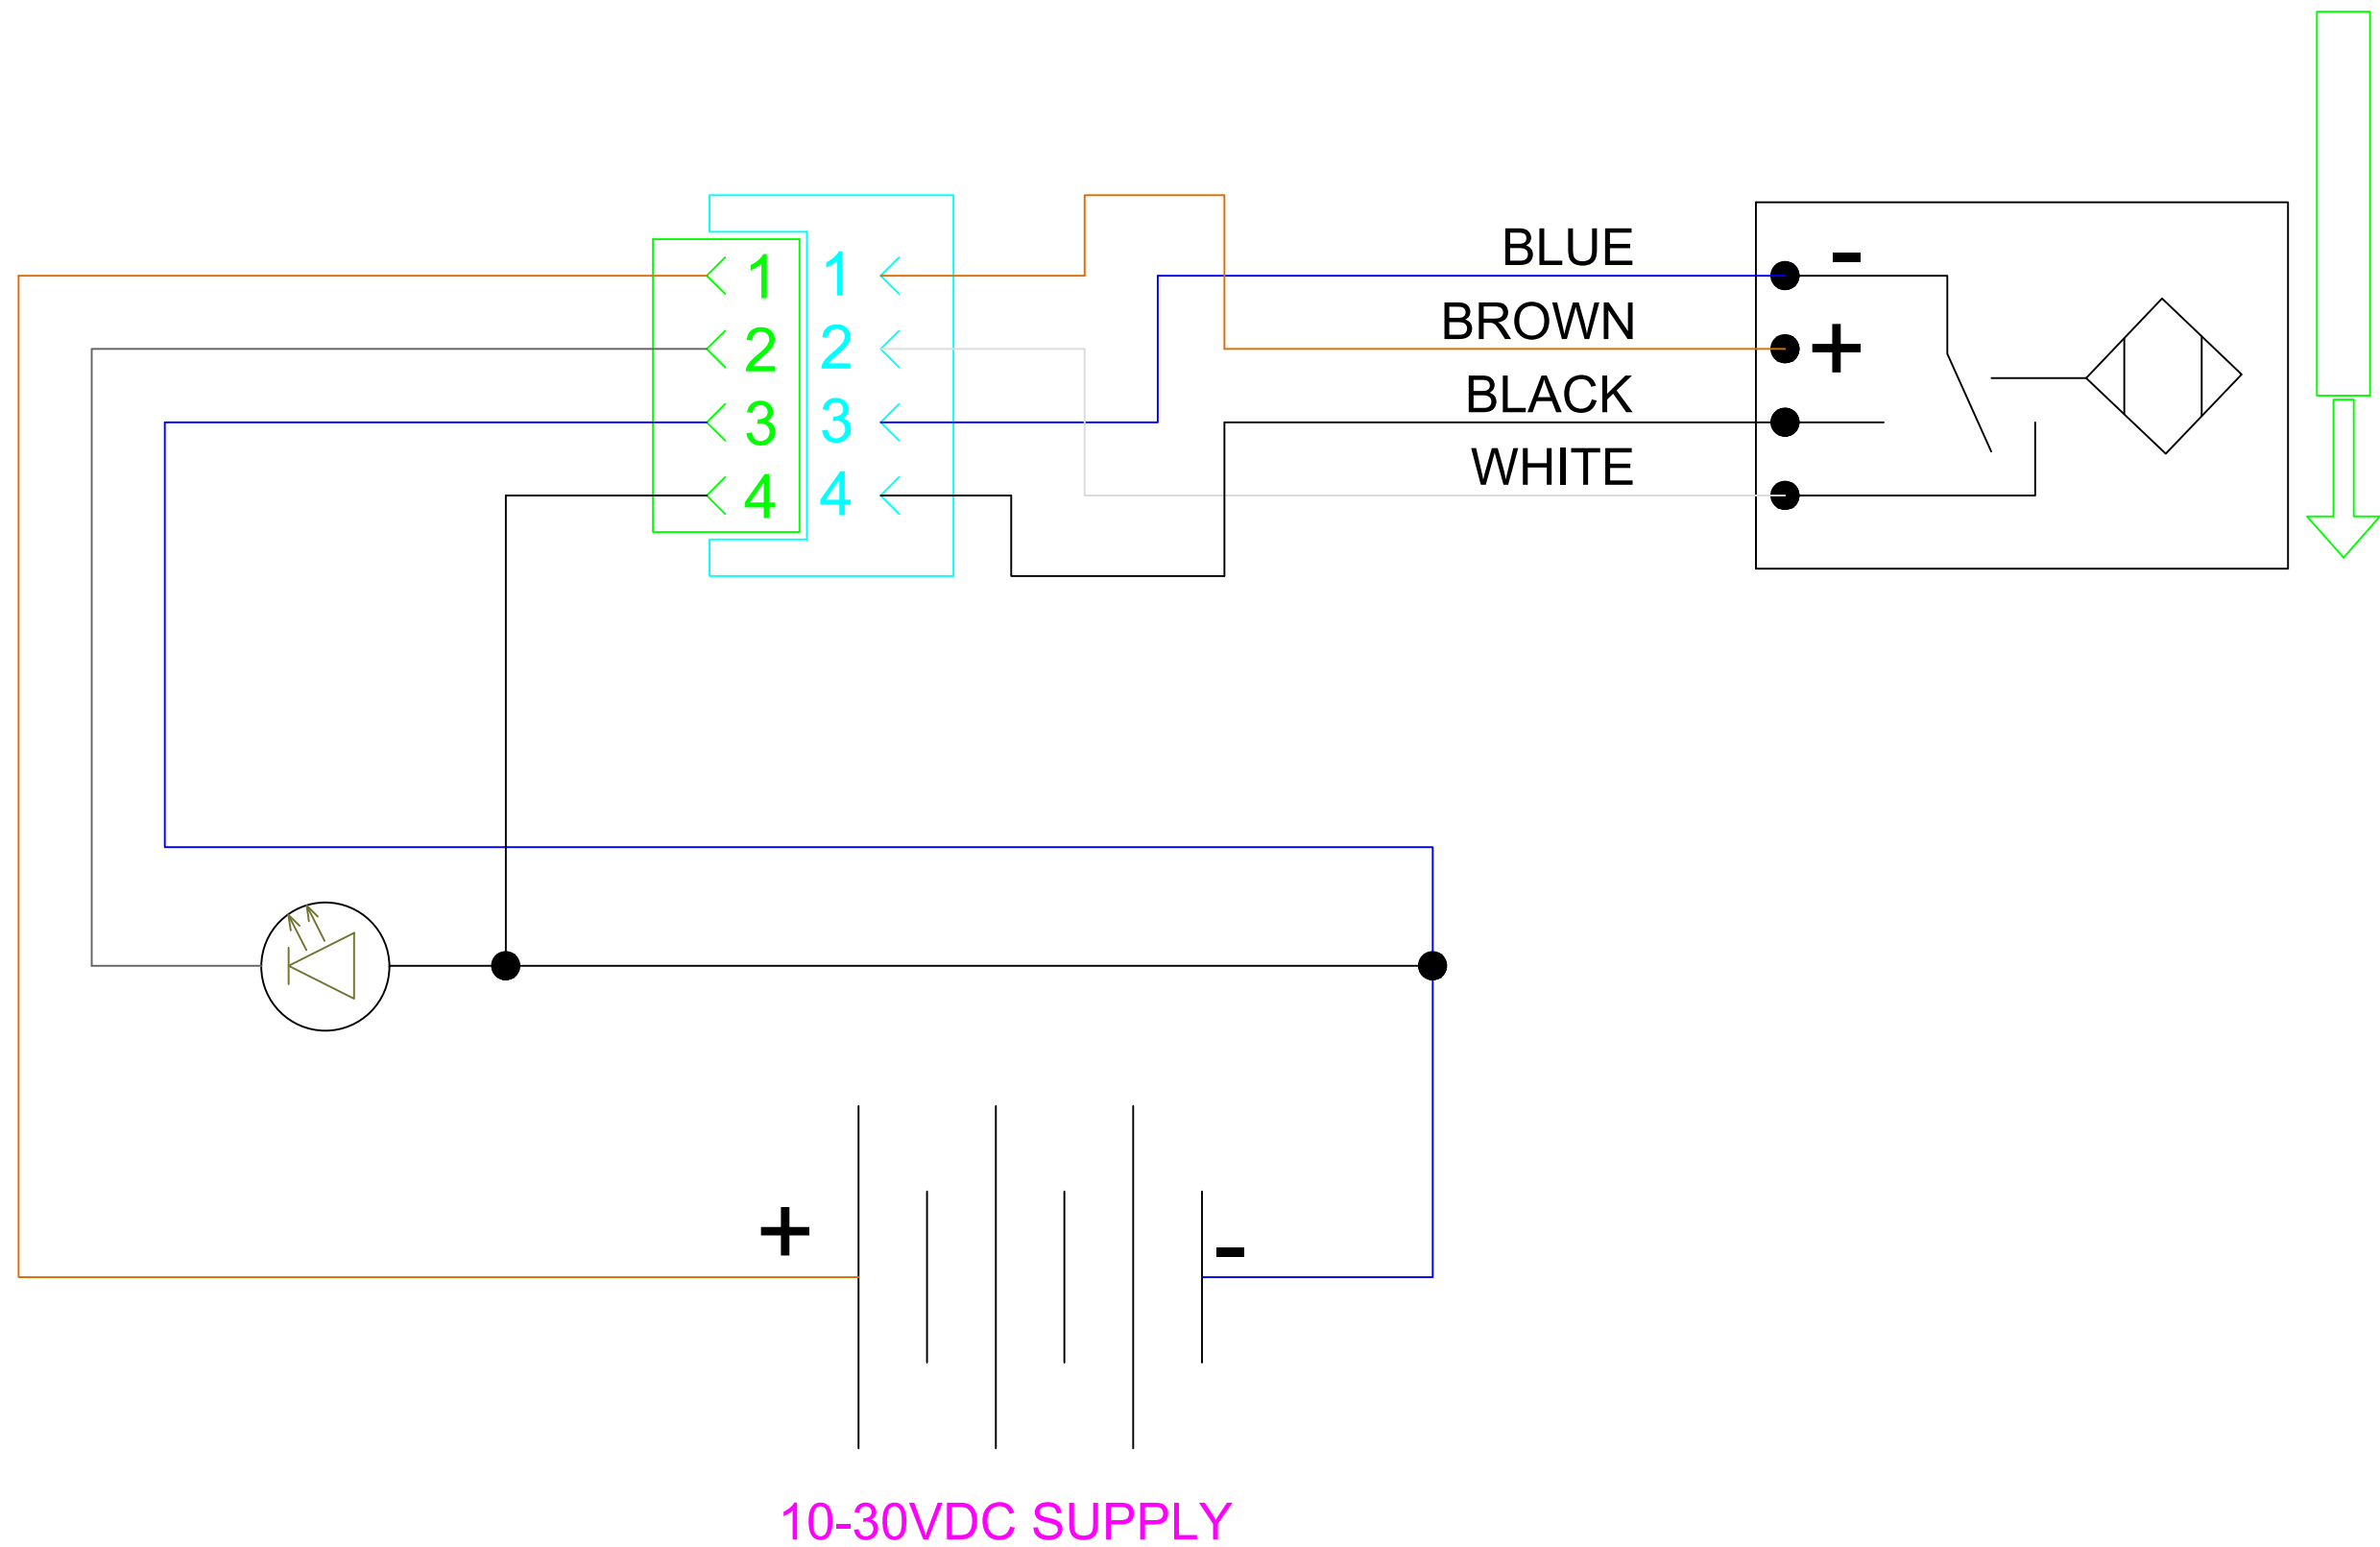 BLUE
-
1 1
BROWN
+
2 2
BLACK
3 3
WHITE
4 4
+
-
10-30VDC SUPPLY